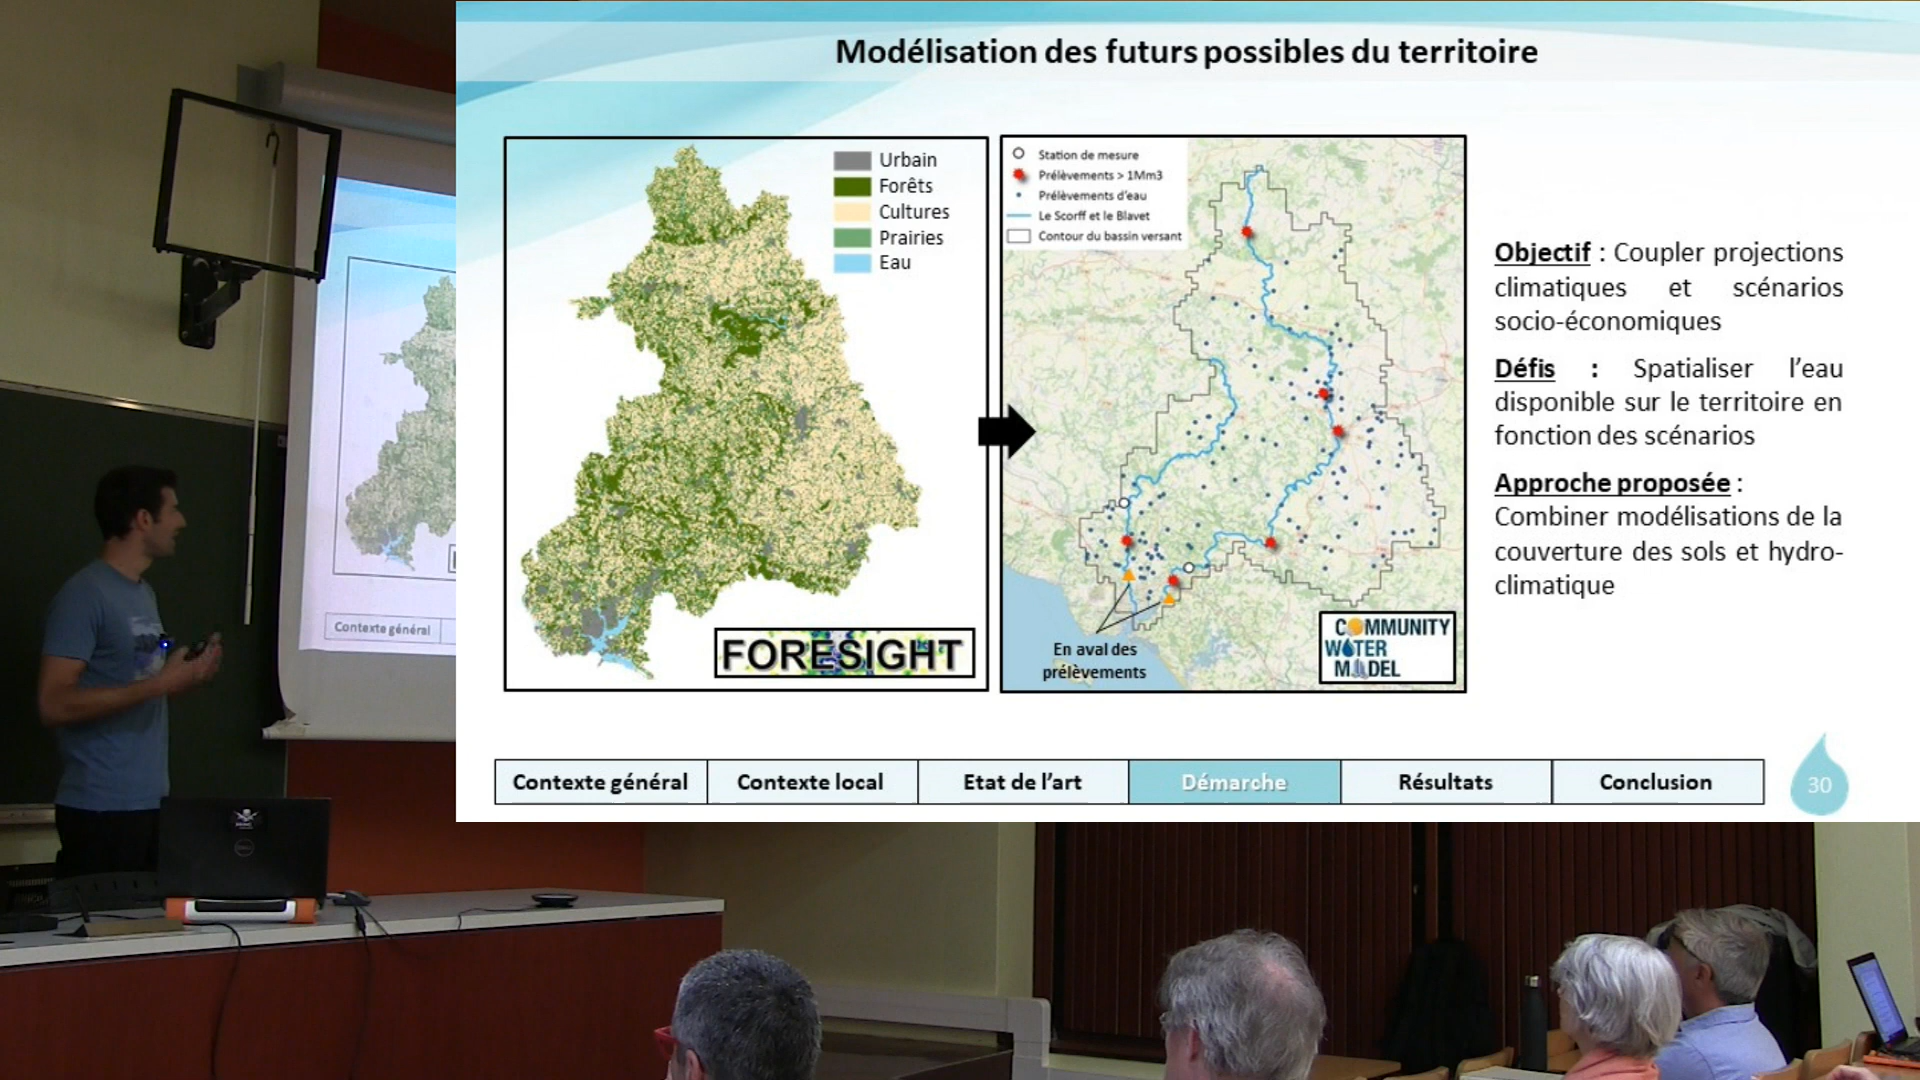 Modélisation des futurs possibles du territoire
Urbain
Forêts
Cultures
Prairies
Eau
FORESIGHT
Station de mesure
Prélèvements > 1Mm3
Prélèvements d'eau
Le Scorff et le Blavet
Contour du bassin versant
En aval des
prélèvements
COMMUNITY
WATER
MODEL
Objectif : Coupler projections
climatiques et scénarios
socio-économiques
Défis : Spatialiser l'eau
disponible sur le territoire en
fonction des scénarios
Approche proposée :
Combiner modélisations de la
couverture des sols et hydro-
climatique
Contexte général
Contexte local
Etat de l'art
Démarche
Résultats
Conclusion
30
Contexte général
DELL